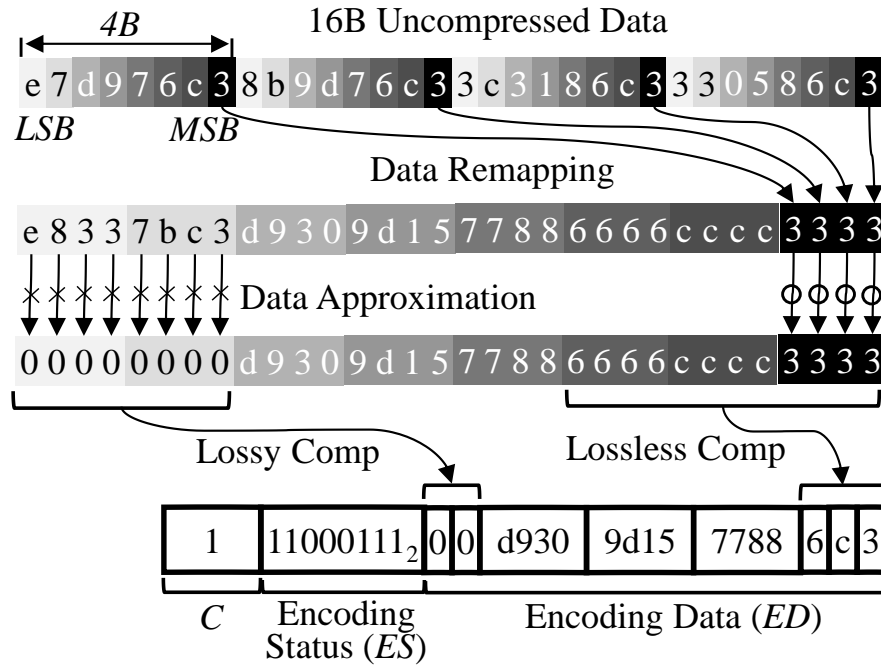 4B 16B Uncompressed Data
e 7 d 9 7 6 c 3 8 b 9 d 7 6 c 3 3 c 3 1 8 6 c 3 3 3 0 5 8 6 c 3
LSB MSB
Data Remapping
e 8 3 3 7 b c 3 d 9 3 0 9 d 1 5 7 7 8 8 6 6 6 6 c c c c 3 3 3 3
Data Approximation
0 0 0 0 0 0 0 0 d 9 3 0 9 d 1 5 7 7 8 8 6 6 6 6 c c c c 3 3 3 3
Lossy Comp Lossless Comp
1 11000111₂ 0 0 d930 9d15 7788 6 c 3
C Encoding Encoding Data (ED)
Status (ES)